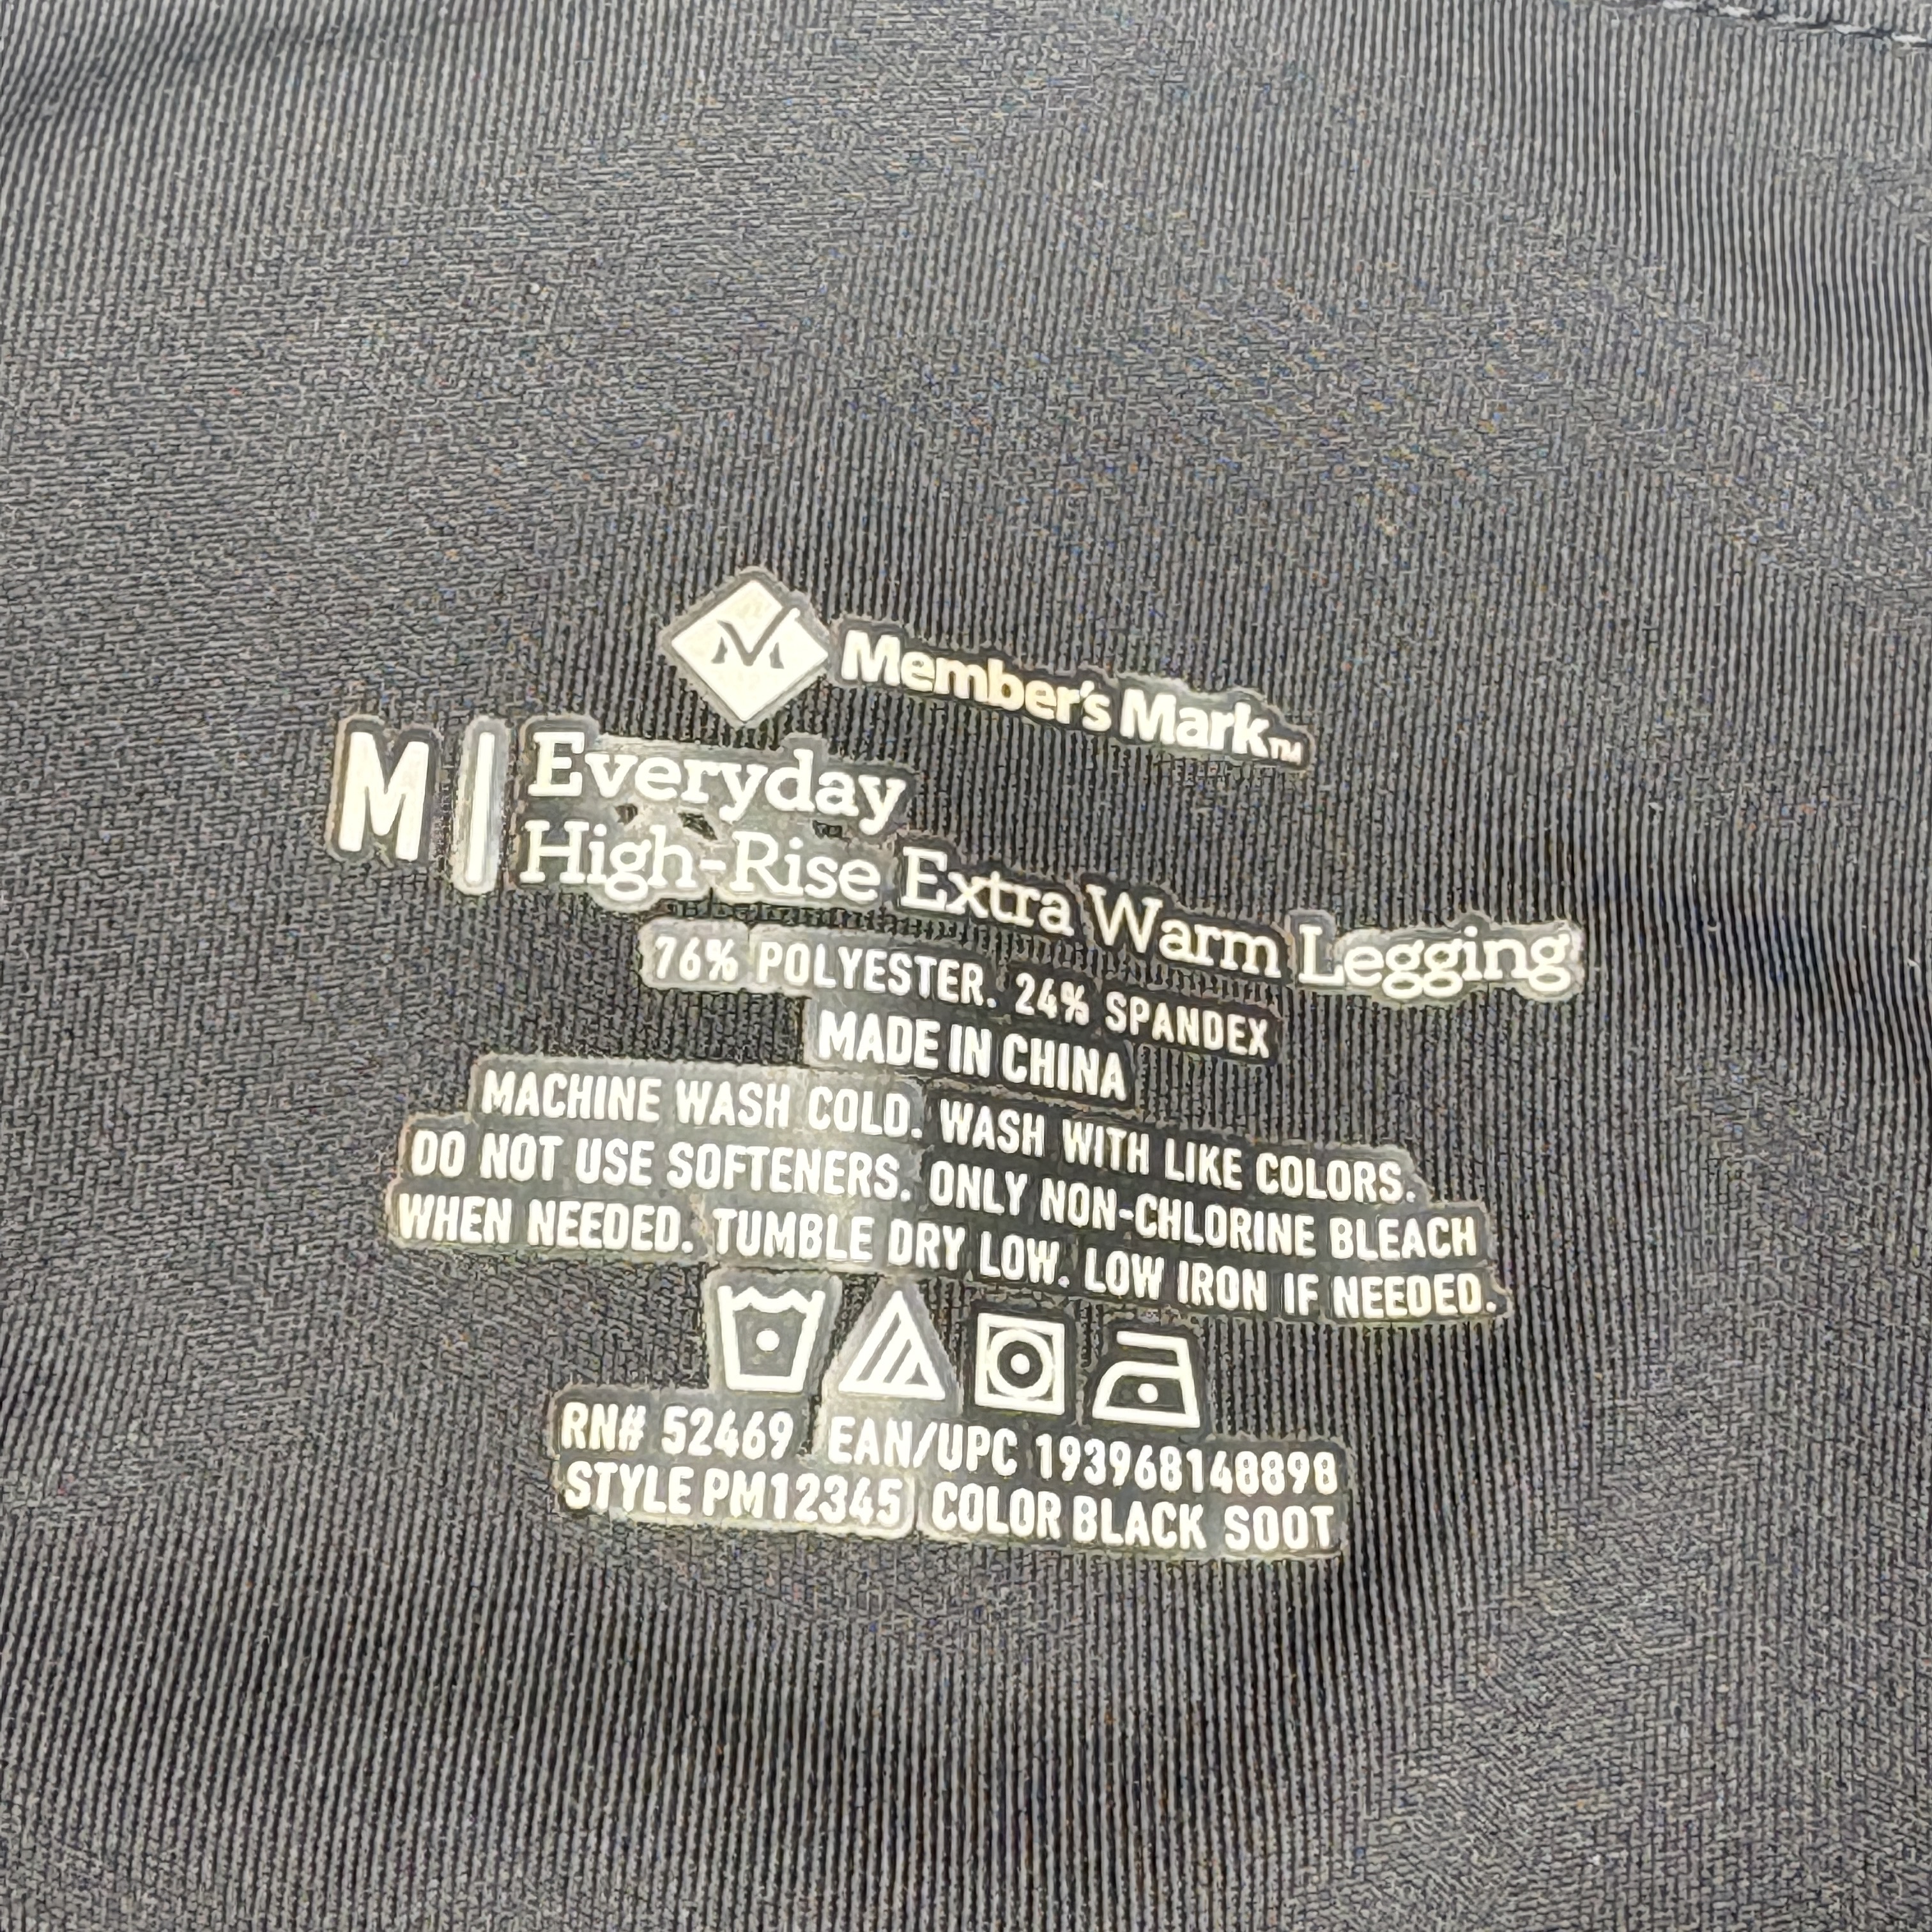 Member's Mark™
M | Everyday
High-Rise Extra Warm Legging
76% POLYESTER. 24% SPANDEX
MADE IN CHINA
MACHINE WASH COLD. WASH WITH LIKE COLORS.
DO NOT USE SOFTENERS. ONLY NON-CHLORINE BLEACH
WHEN NEEDED. TUMBLE DRY LOW. LOW IRON IF NEEDED.
RN# 52469 EAN/UPC 193968148898
STYLE PM12345 COLOR BLACK SOOT